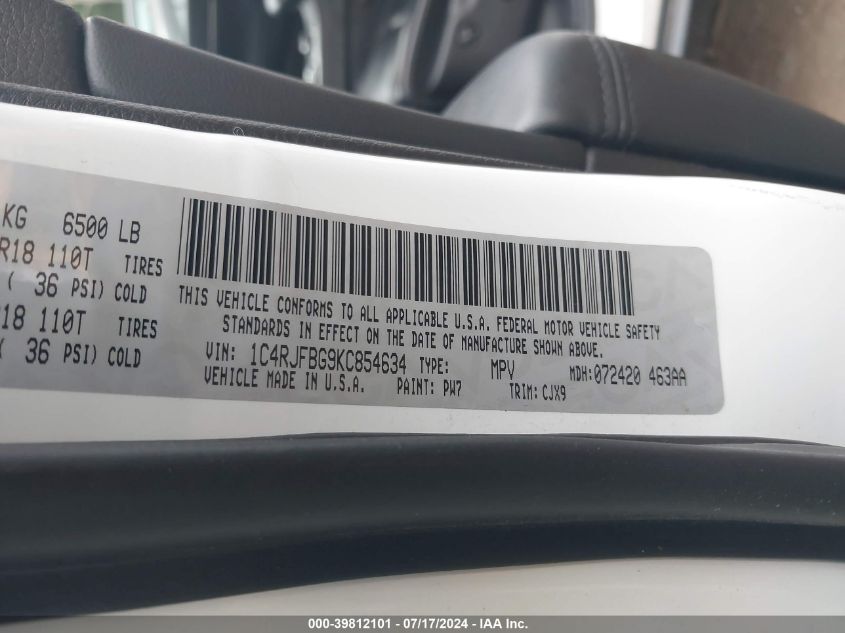 KG 6500 LB
R18 110T TIRES
( 36 PSI) COLD
18 110T TIRES
( 36 PSI) COLD
THIS VEHICLE CONFORMS TO ALL APPLICABLE U.S.A. FEDERAL MOTOR VEHICLE SAFETY
STANDARDS IN EFFECT ON THE DATE OF MANUFACTURE SHOWN ABOVE.
VIN: 1C4RJFBG9KC854634 TYPE: MPV MDH:072420 463AA
VEHICLE MADE IN U.S.A. PAINT: PW7 TRIM: CJX9
000-39812101 - 07/17/2024 - IAA Inc.